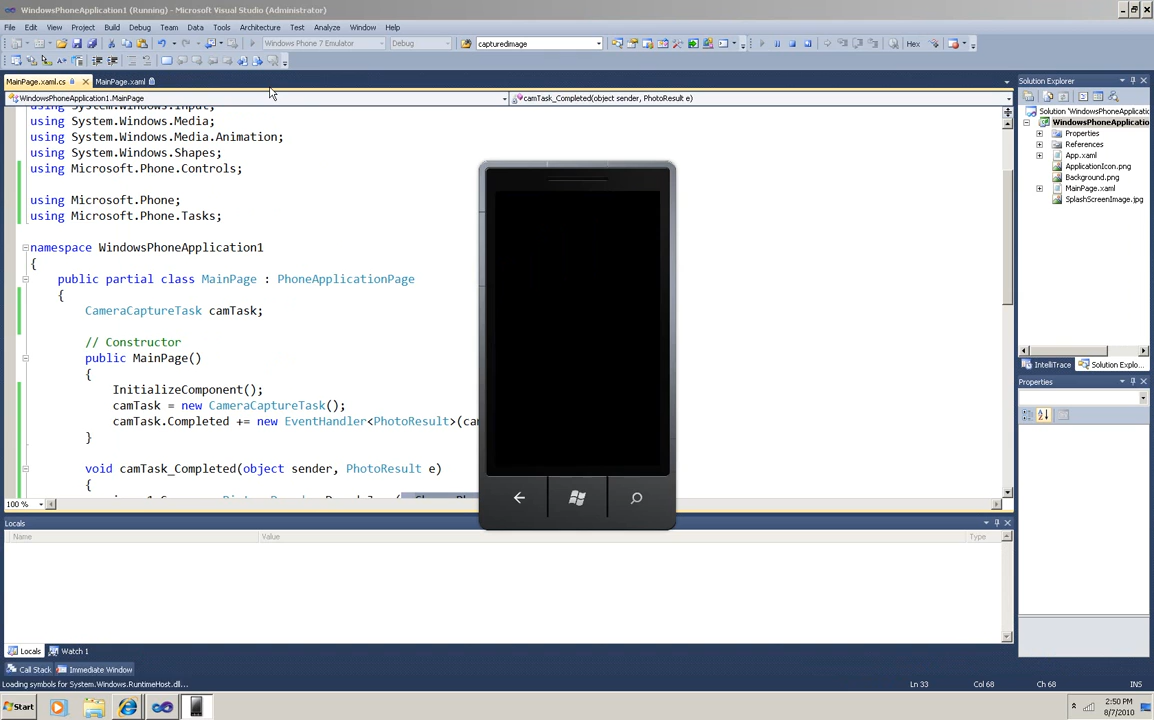 WindowsPhoneApplication1 (Running) - Microsoft Visual Studio (Administrator)
File Edit View Project Build Debug Team Data Tools Architecture Test Analyze Window Help
Windows Phone 7 Emulator Debug capturedimage Hex
MainPage.xaml.cs MainPage.xaml
WindowsPhoneApplication1.MainPage camTask_Completed(object sender, PhotoResult e)
using System.Windows.Input;
using System.Windows.Media;
using System.Windows.Media.Animation;
using System.Windows.Shapes;
using Microsoft.Phone.Controls;
using Microsoft.Phone;
using Microsoft.Phone.Tasks;
namespace WindowsPhoneApplication1
{
public partial class MainPage : PhoneApplicationPage
{
CameraCaptureTask camTask;
// Constructor
public MainPage()
{
InitializeComponent();
camTask = new CameraCaptureTask();
camTask.Completed += new EventHandler<PhotoResult>(ca
}
void camTask_Completed(object sender, PhotoResult e)
{
100 %
Solution Explorer
Solution 'WindowsPhoneApplicatio
WindowsPhoneApplicatio
Properties
References
App.xaml
ApplicationIcon.png
Background.png
MainPage.xaml
SplashScreenImage.jpg
IntelliTrace Solution Explo...
Properties
Locals
Name Value Type
Locals Watch 1
Call Stack Immediate Window
Loading symbols for System.Windows.RuntimeHost.dll... Ln 33 Col 68 Ch 68 INS
Start 2:50 PM
8/7/2010